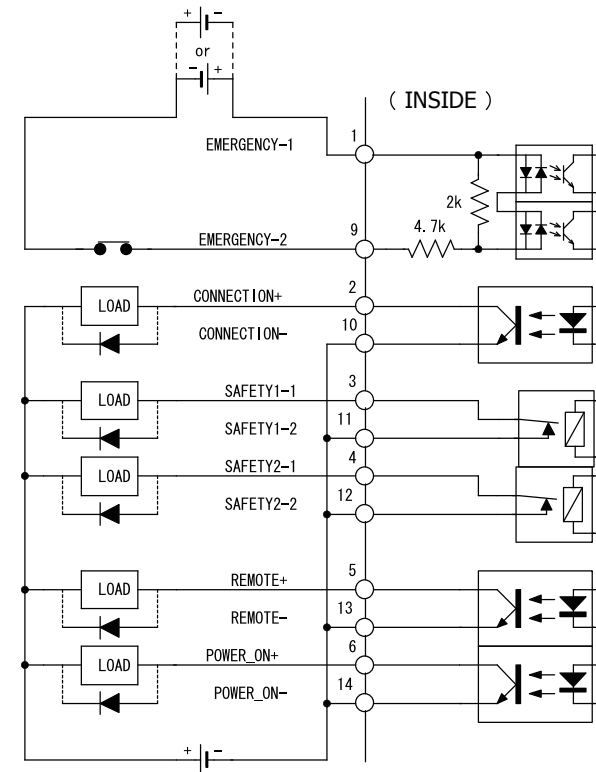 + -
or
- +
( INSIDE )
EMERGENCY-1 1
2k
4.7k
EMERGENCY-2 9
LOAD CONNECTION+ 2
CONNECTION- 10
LOAD SAFETY1-1 3
SAFETY1-2 11
LOAD SAFETY2-1 4
SAFETY2-2 12
LOAD REMOTE+ 5
REMOTE- 13
LOAD POWER_ON+ 6
POWER_ON- 14
+ -